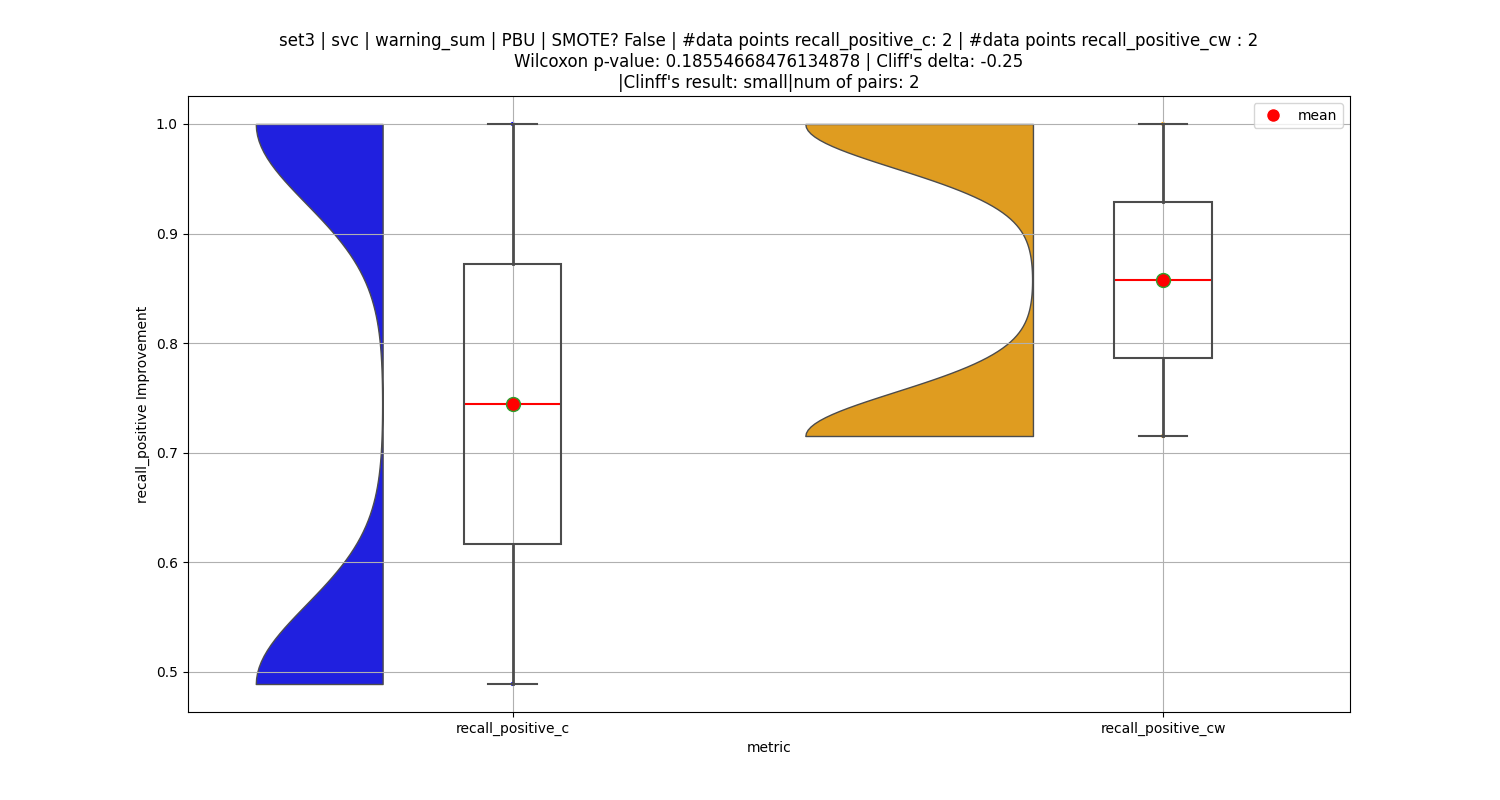 set3 | svc | warning_sum | PBU | SMOTE? False | #data points recall_positive_c: 2 | #data points recall_positive_cw : 2
Wilcoxon p-value: 0.18554668476134878 | Cliff's delta: -0.25
|Clinff's result: small|num of pairs: 2
mean
1.0
0.9
0.8
0.7
0.6
0.5
recall_positive Improvement
recall_positive_c
recall_positive_cw
metric